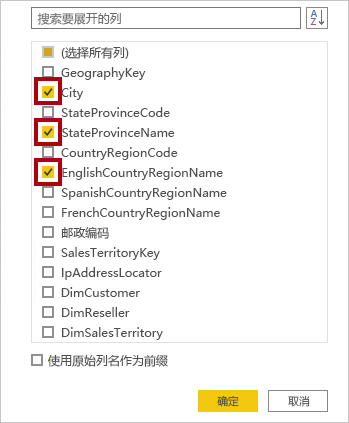 搜索要展开的列
A
Z
(选择所有列)
GeographyKey
City
StateProvinceCode
StateProvinceName
CountryRegionCode
EnglishCountryRegionName
SpanishCountryRegionName
FrenchCountryRegionName
邮政编码
SalesTerritoryKey
IpAddressLocator
DimCustomer
DimReseller
DimSalesTerritory
使用原始列名作为前缀
确定
取消